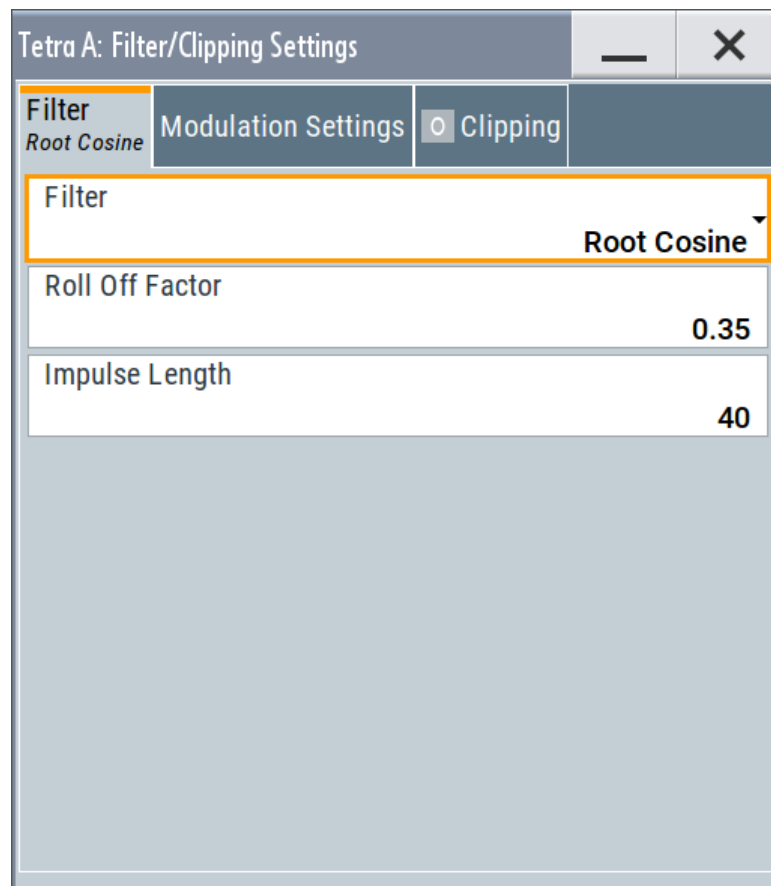 Tetra A: Filter/Clipping Settings
Filter
Root Cosine
Modulation Settings
Clipping
Filter
Root Cosine
Roll Off Factor
0.35
Impulse Length
40